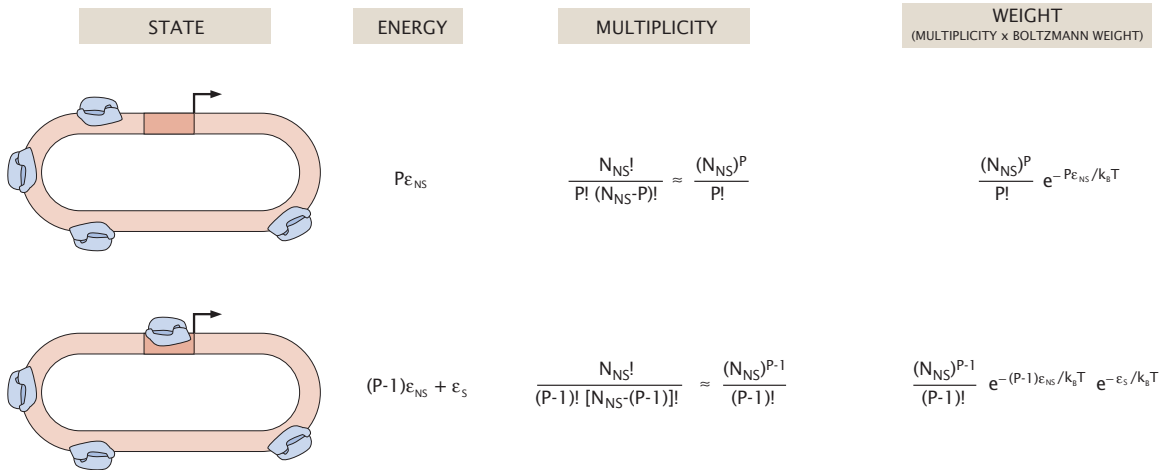 STATE ENERGY MULTIPLICITY WEIGHT
(MULTIPLICITY x BOLTZMANN WEIGHT)
Pε_NS N_NS! / P! (N_NS-P)! ≈ (N_NS)^P / P! (N_NS)^P / P! e^(-Pε_NS/k_BT)
(P-1)ε_NS + ε_S N_NS! / (P-1)! [N_NS-(P-1)]! ≈ (N_NS)^(P-1) / (P-1)! (N_NS)^(P-1) / (P-1)! e^(-(P-1)ε_NS/k_BT) e^(-ε_S/k_BT)